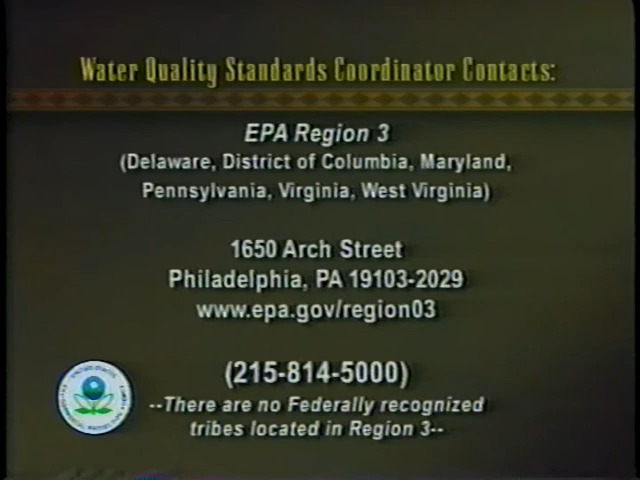 Water Quality Standards Coordinator Contacts:
EPA Region 3
(Delaware, District of Columbia, Maryland,
Pennsylvania, Virginia, West Virginia)
1650 Arch Street
Philadelphia, PA 19103-2029
www.epa.gov/region03
(215-814-5000)
--There are no Federally recognized
tribes located in Region 3--